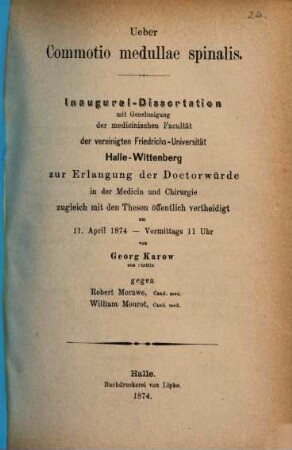 Ueber
Commotio medullae spinalis.
Inaugural-Dissertation
mit Genehmigung
der medicinischen Facultät
der vereinigten Friedrichs-Universität
Halle-Wittenberg
zur Erlangung der Doctorwürde
in der Medicin und Chirurgie
zugleich mit den Thesen öffentlich vertheidigt
am
11. April 1874 — Vormittags 11 Uhr
von
Georg Karow
aus
gegen
Robert Morawe, Cand. med.
William Mourot, Cand. med.
Halle.
Buchdruckerei von Lipke.
1874.